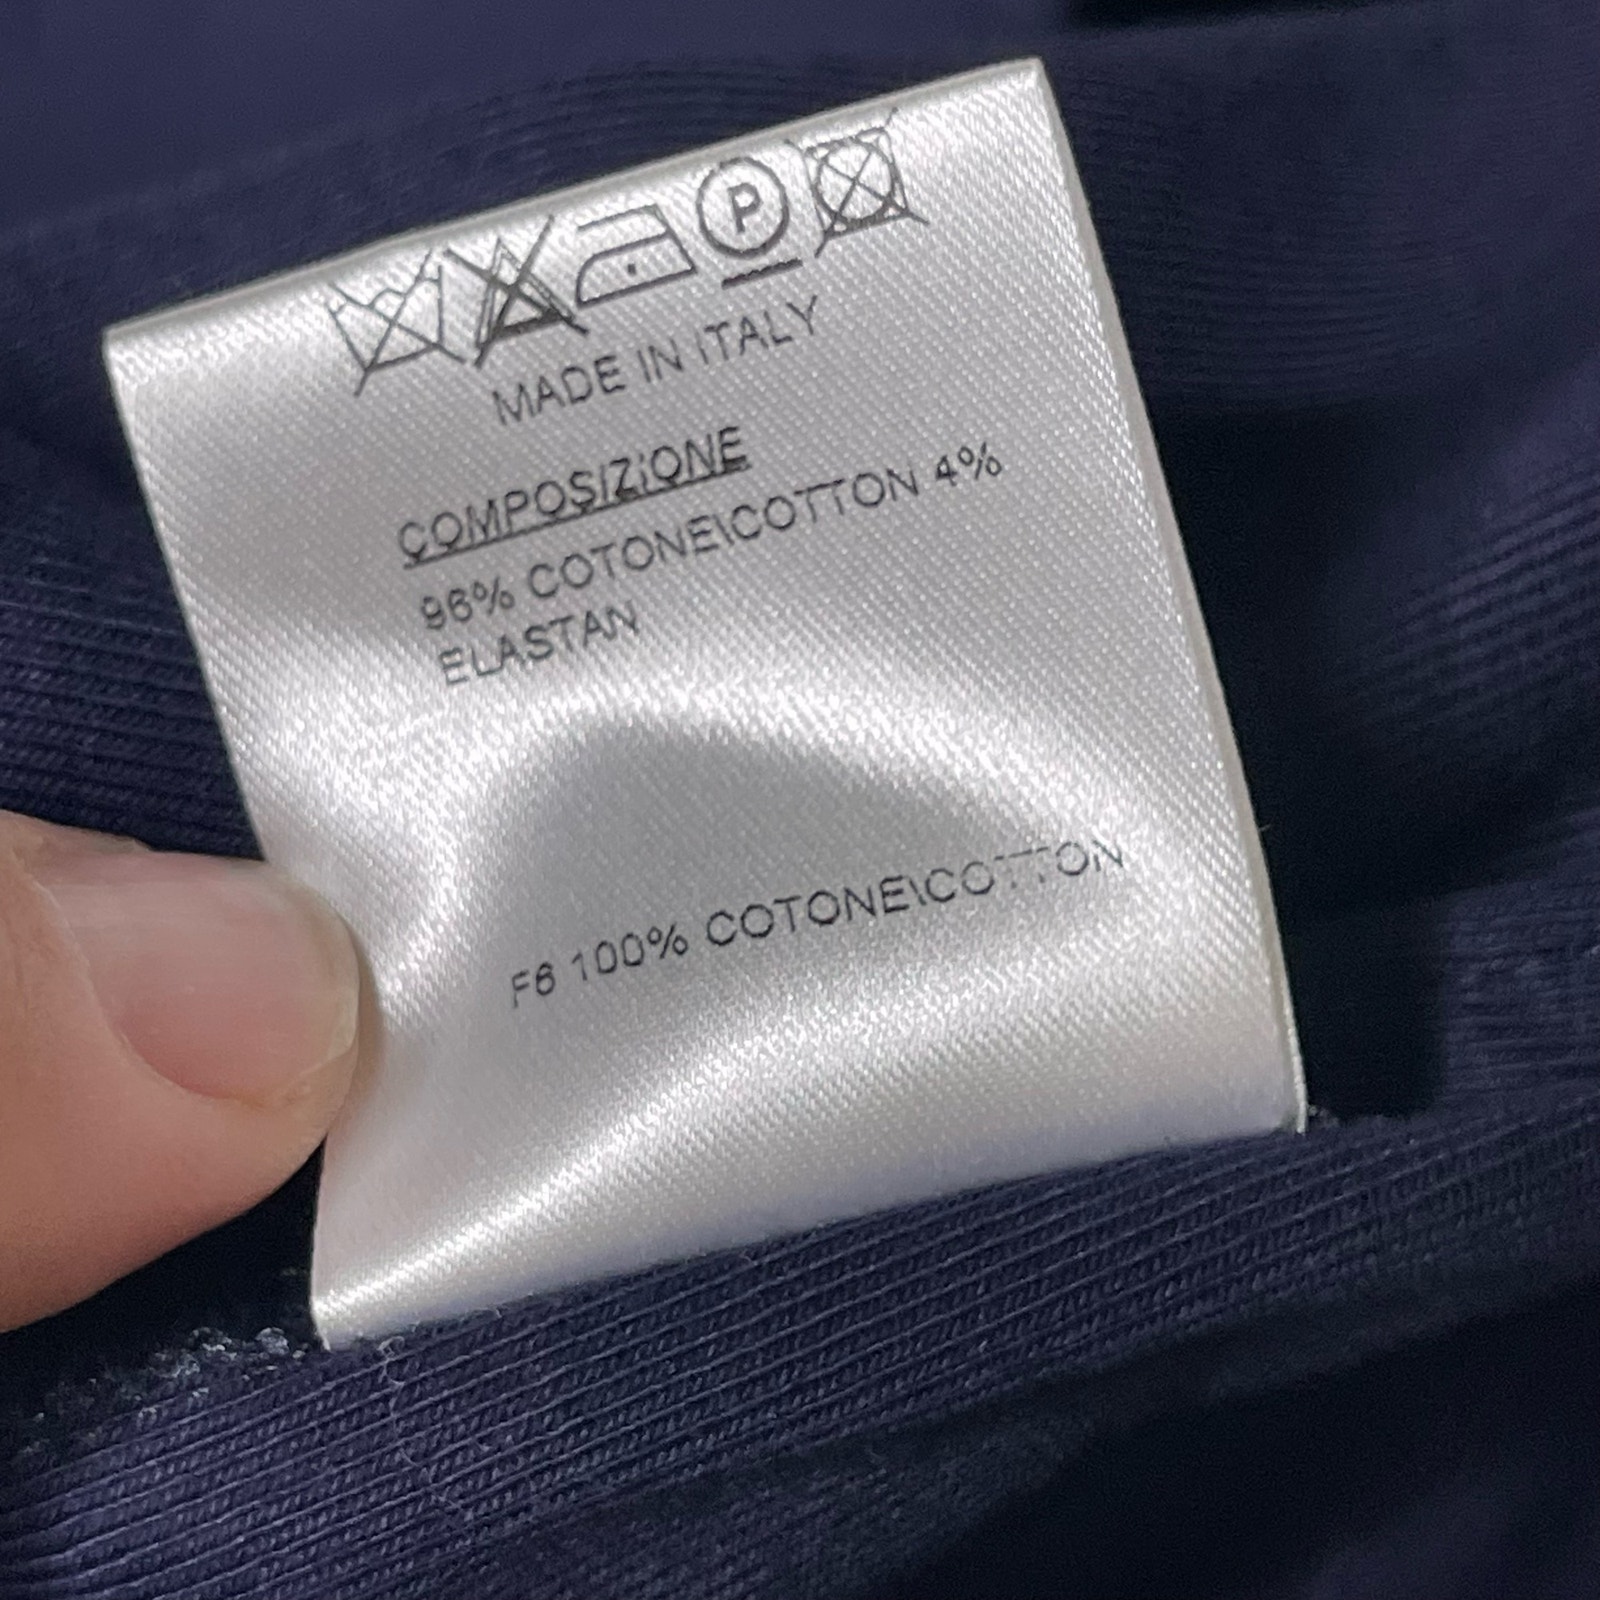 P
MADE IN ITALY
COMPOSIZIONE
96% COTONE\COTTON 4%
ELASTAN
F6 100% COTONE\COTTON